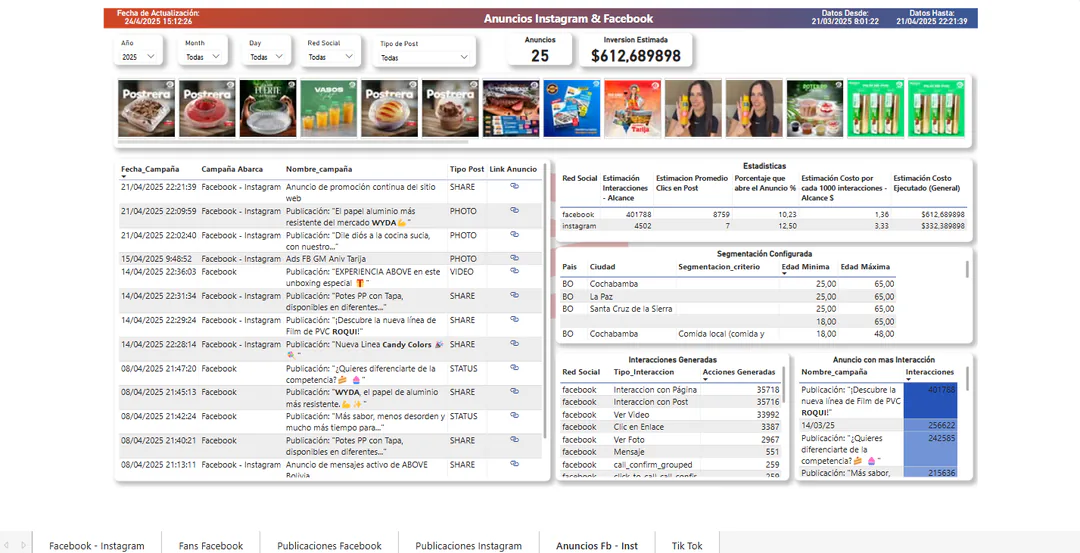 Fecha de Actualización:
24/4/2025 15:12:26
Anuncios Instagram & Facebook
Datos Desde:
21/03/2025 8:01:22
Datos Hasta:
21/04/2025 22:21:39
Año
2025
Month
Todas
Day
Todas
Red Social
Todas
Tipo de Post
Todas
Anuncios
25
Inversion Estimada
$612,689898
Postrera
Postrera
FUERTE
VASOS
Postrera
Postrera
Tarija
POTES PP
Fecha_Campaña Campaña Abarca Nombre_campaña Tipo Post Link Anuncio
21/04/2025 22:21:39 Facebook - Instagram Anuncio de promoción continua del sitio web SHARE
21/04/2025 22:09:59 Facebook - Instagram Publicación: "El papel aluminio más resistente del mercado WYDA💪" PHOTO
21/04/2025 22:02:40 Facebook - Instagram Publicación: "Dile diós a la cocina sucia, con nuestro..." PHOTO
15/04/2025 9:48:52 Facebook - Instagram Ads FB GM Aniv Tarija PHOTO
14/04/2025 22:36:03 Facebook Publicación: "EXPERIENCIA ABOVE en este unboxing especial 🎁" VIDEO
14/04/2025 22:31:34 Facebook - Instagram Publicación: "Potes PP con Tapa, disponibles en diferentes..." SHARE
14/04/2025 22:29:24 Facebook - Instagram Publicación: "¡Descubre la nueva línea de Film de PVC ROQUI!" SHARE
14/04/2025 22:28:14 Facebook - Instagram Publicación: "Nueva Linea Candy Colors SHARE
08/04/2025 21:47:20 Facebook Publicación: "¿Quieres diferenciarte de la competencia?🍰 🧁" STATUS
08/04/2025 21:45:13 Facebook Publicación: "WYDA, el papel de aluminio más resistente.💪✨" SHARE
08/04/2025 21:42:24 Facebook Publicación: "Más sabor, menos desorden y mucho más tiempo para..." STATUS
08/04/2025 21:40:21 Facebook Publicación: "Potes PP con Tapa, disponibles en diferentes..." SHARE
08/04/2025 21:13:11 Facebook - Instagram Anuncio de mensajes activo de ABOVE Bolivia SHARE
Estadisticas
Red Social Estimación Interacciones - Alcance Estimacion Promedio Clics en Post Porcentaje que abre el Anuncio % Estimación Costo por cada 1000 interacciones - Alcance S Estimación Costo Ejecutado (General)
facebook 401788 8759 10,23 1,36 $612,689898
instagram 4502 7 12,50 3,33 $332,389898
Segmentación Configurada
Pais Ciudad Segmentacion_criterio Edad Minima Edad Máxima
BO Cochabamba 25,00 65,00
BO La Paz 25,00 65,00
BO Santa Cruz de la Sierra 25,00 65,00
18,00 65,00
BO Cochabamba Comida local (comida y 18,00 48,00
Interacciones Generadas
Red Social Tipo_Interaccion Acciones Generadas
facebook Interaccion con Página 35718
facebook Interaccion con Post 35716
facebook Ver Video 33992
facebook Clic en Enlace 3387
facebook Ver Foto 2967
facebook Mensaje 551
facebook call_confirm_grouped 259
facebook click_to_call_call_confir 259
Anuncio con mas Interacción
Nombre_campaña Interacciones
Publicación: "¡Descubre la nueva línea de Film de PVC ROQUI!" 401788
14/03/25 256622
Publicación: "¿Quieres diferenciarte de la competencia?🍰 🧁" 242585
Publicación: "Más sabor, 215636
Facebook - Instagram
Fans Facebook
Publicaciones Facebook
Publicaciones Instagram
Anuncios Fb - Inst
Tik Tok